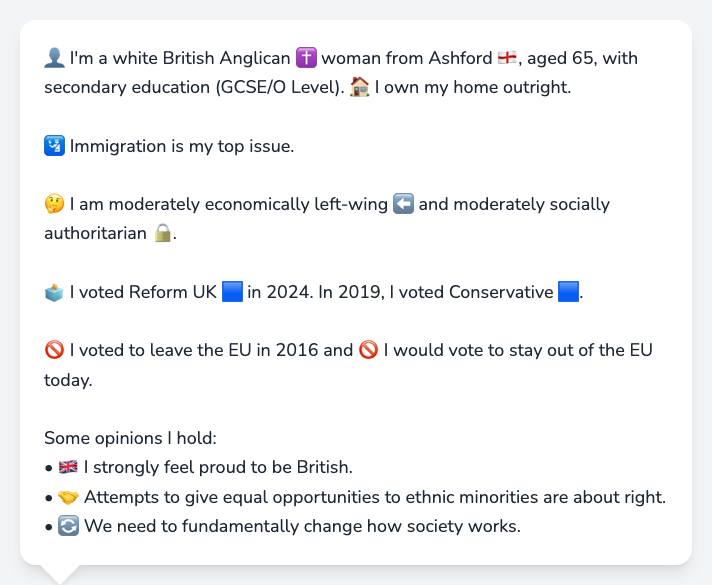 👤 I'm a white British Anglican ✝️ woman from Ashford 🏴󠁧󠁢󠁥󠁮󠁧󠁿, aged 65, with
secondary education (GCSE/O Level). 🏠 I own my home outright.
🛂 Immigration is my top issue.
🤔 I am moderately economically left-wing ⬅️ and moderately socially
authoritarian 🔒.
🗳️ I voted Reform UK 🟦 in 2024. In 2019, I voted Conservative 🟦.
🚫 I voted to leave the EU in 2016 and 🚫 I would vote to stay out of the EU
today.
Some opinions I hold:
• 🇬🇧 I strongly feel proud to be British.
• 🤝 Attempts to give equal opportunities to ethnic minorities are about right.
• 🔄 We need to fundamentally change how society works.